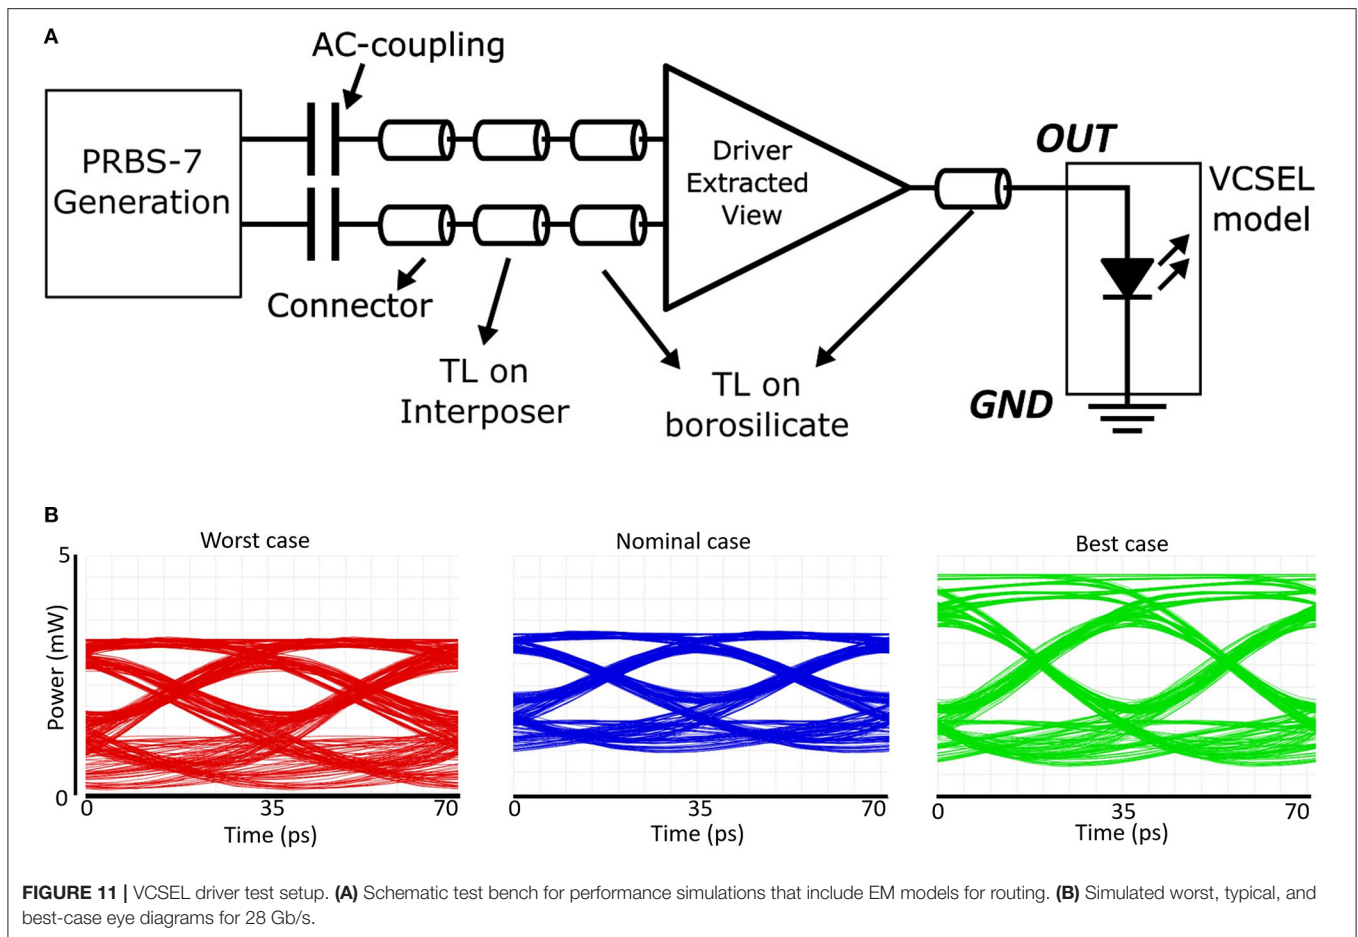 A
AC-coupling
PRBS-7
Generation
Driver
Extracted
View
OUT
VCSEL
model
Connector
TL on
Interposer
TL on
borosilicate
GND
B
Worst case
Nominal case
Best case
5
Power (mW)
0
0
35
70
0
35
70
0
35
70
Time (ps)
Time (ps)
Time (ps)
FIGURE 11 | VCSEL driver test setup. (A) Schematic test bench for performance simulations that include EM models for routing. (B) Simulated worst, typical, and
best-case eye diagrams for 28 Gb/s.